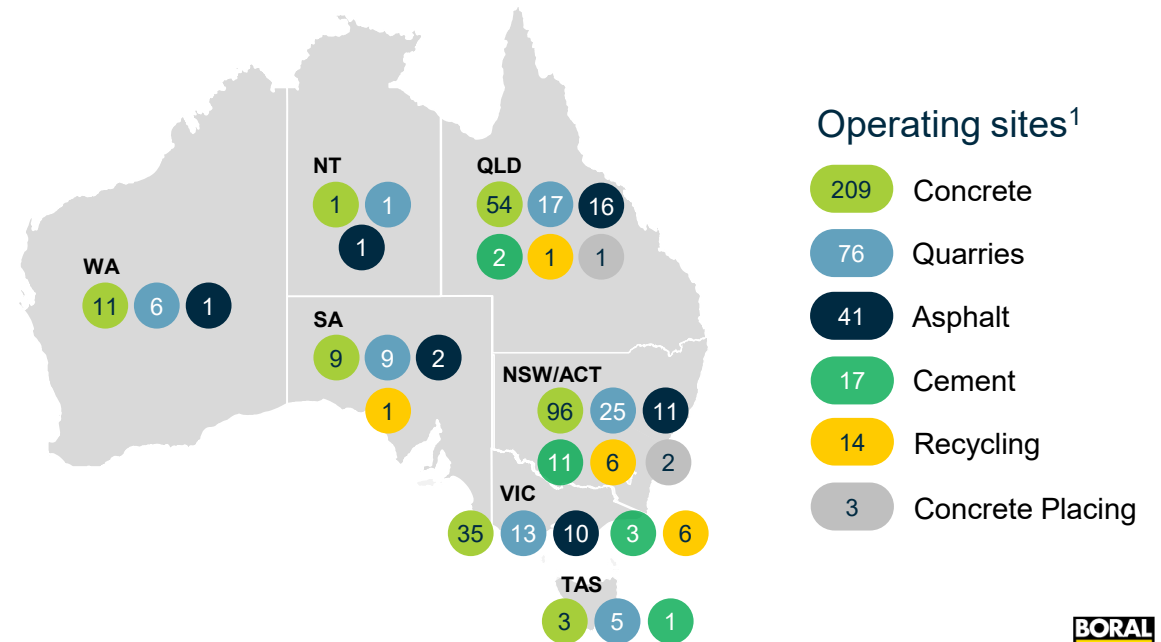 Operating sites1
209 Concrete
76 Quarries
41 Asphalt
17 Cement
14 Recycling
3 Concrete Placing
NT
1 1
1
QLD
54 17 16
2 1 1
WA
11 6 1
SA
9 9 2
1
NSW/ACT
96 25 11
11 6 2
VIC
35 13 10 3 6
TAS
3 5 1
BORAL